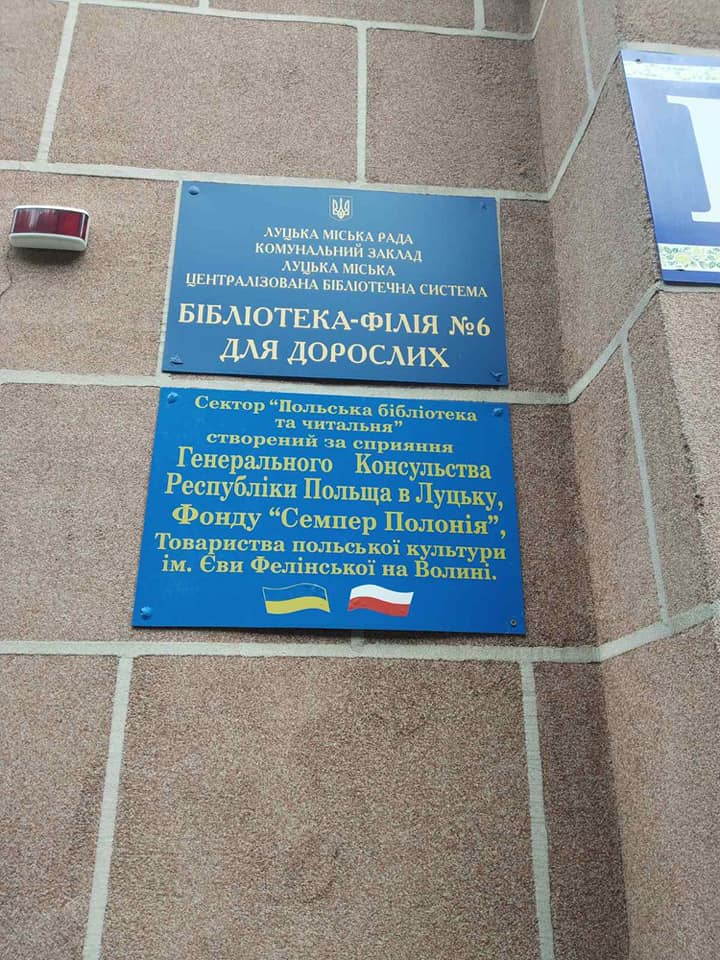 ЛУЦЬКА МІСЬКА РАДА
КОМУНАЛЬНИЙ ЗАКЛАД
ЛУЦЬКА МІСЬКА
ЦЕНТРАЛІЗОВАНА БІБЛІОТЕЧНА СИСТЕМА
БІБЛІОТЕКА-ФІЛІЯ №6
ДЛЯ ДОРОСЛИХ
Сектор “Польська бібліотека
та читальня”
створений за сприяння
Генерального Консульства
Республіки Польща в Луцьку,
Фонду “Семпер Полонія”,
Товариства польської культури
ім. Єви Фелінської на Волині.